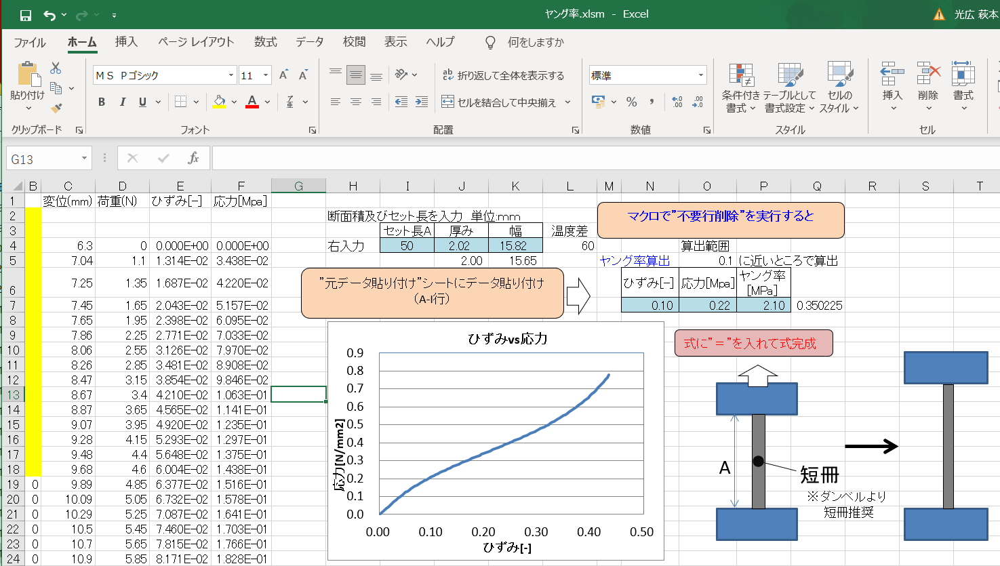 ヤング率.xlsm - Excel
光広 萩本
ファイル ホーム 挿入 ページ レイアウト 数式 データ 校閲 表示 ヘルプ 何をしますか
貼り付け
クリップボード
ＭＳ Ｐゴシック 11
B I U
フォント
折り返して全体を表示する
セルを結合して中央揃え
配置
標準
% ,
数値
条件付き書式
テーブルとして書式設定
セルのスタイル
スタイル
挿入 削除 書式
セル
G13
fx
B C D E F G H I J K L M N O P Q R S T
1 変位(mm) 荷重(N) ひずみ[-] 応力[Mpa]
2
3
4 6.3 0 0.000E+00 0.000E+00
5 7.04 1.1 1.314E-02 3.438E-02
6 7.25 1.35 1.687E-02 4.220E-02
7 7.45 1.65 2.043E-02 5.157E-02
8 7.65 1.95 2.398E-02 6.095E-02
9 7.86 2.25 2.771E-02 7.033E-02
10 8.06 2.55 3.126E-02 7.970E-02
11 8.26 2.85 3.481E-02 8.908E-02
12 8.47 3.15 3.854E-02 9.846E-02
13 8.67 3.4 4.210E-02 1.063E-01
14 8.87 3.65 4.565E-02 1.141E-01
15 9.07 3.95 4.920E-02 1.235E-01
16 9.28 4.15 5.293E-02 1.297E-01
17 9.48 4.4 5.648E-02 1.375E-01
18 9.68 4.6 6.004E-02 1.438E-01
19 0 9.89 4.85 6.377E-02 1.516E-01
20 0 10.09 5.05 6.732E-02 1.578E-01
21 0 10.29 5.25 7.087E-02 1.641E-01
22 0 10.5 5.45 7.460E-02 1.703E-01
23 0 10.7 5.65 7.815E-02 1.766E-01
24 0 10.9 5.85 8.171E-02 1.828E-01
断面積及びセット長を入力 単位:mm
セット長A 厚み 幅 温度差
右入力 50 2.02 15.82 60
2.00 15.65
マクロで”不要行削除”を実行すると
算出範囲
ヤング率算出 0.1 に近いところで算出
ひずみ[-] 応力[Mpa] ヤング率[MPa]
0.10 0.22 2.10 0.350225
”元データ貼り付け”シートにデータ貼り付け
（A-I行）
式に”＝”を入れて式完成
ひずみvs応力
応力[N/mm2]
0.9
0.8
0.7
0.6
0.5
0.4
0.3
0.2
0.1
0.0
0.00 0.10 0.20 0.30 0.40 0.50
ひずみ[-]
A
短冊
※ダンベルより
短冊推奨